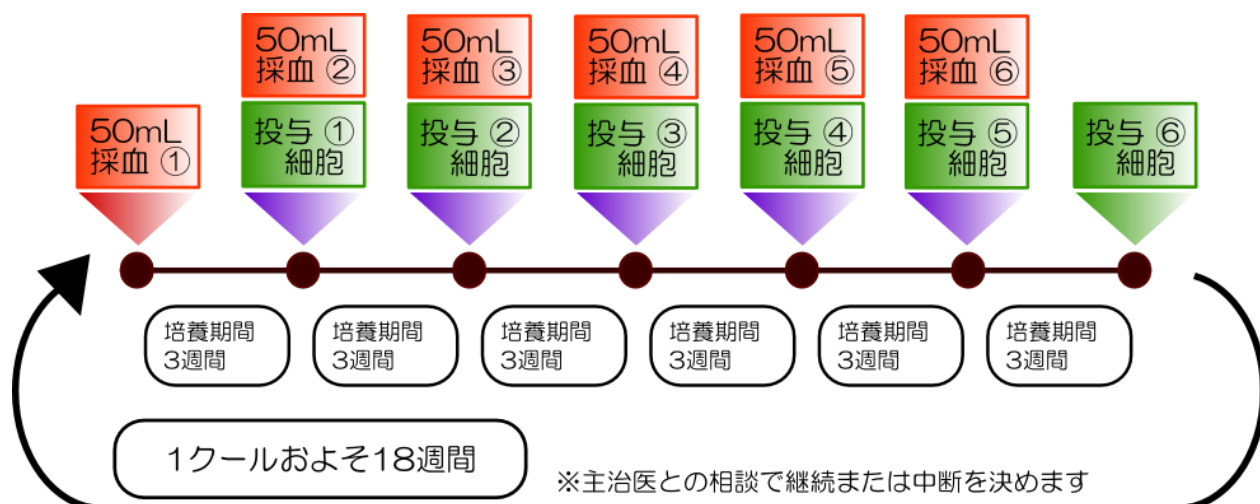 50mL
採血 ①
50mL
採血 ②
投与 ①
細胞
50mL
採血 ③
投与 ②
細胞
50mL
採血 ④
投与 ③
細胞
50mL
採血 ⑤
投与 ④
細胞
50mL
採血 ⑥
投与 ⑤
細胞
投与 ⑥
細胞
培養期間
3週間
培養期間
3週間
培養期間
3週間
培養期間
3週間
培養期間
3週間
培養期間
3週間
1クールおよそ18週間
※主治医との相談で継続または中断を決めます